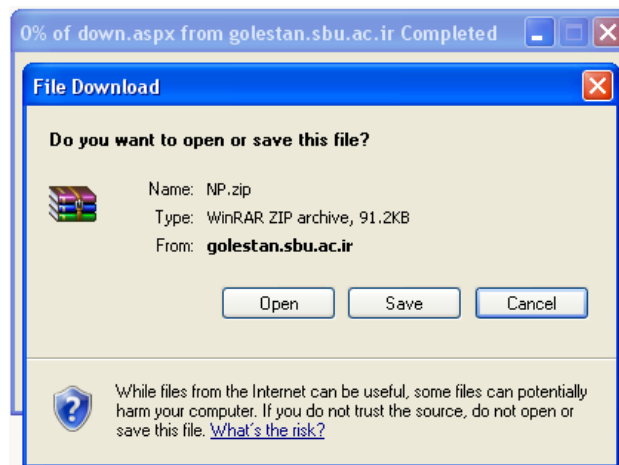 0% of down.aspx from golestan.sbu.ac.ir Completed
File Download
Do you want to open or save this file?
Name: NP.zip
Type: WinRAR ZIP archive, 91.2KB
From: golestan.sbu.ac.ir
Open Save Cancel
While files from the Internet can be useful, some files can potentially
harm your computer. If you do not trust the source, do not open or
save this file. What's the risk?